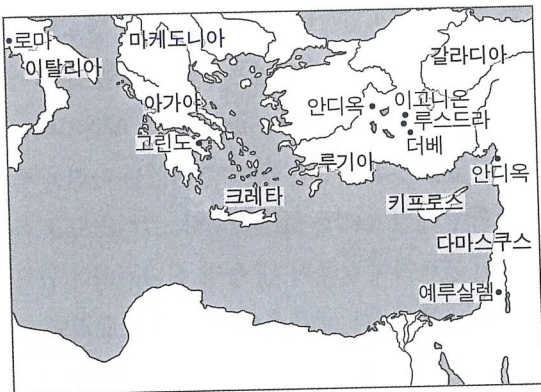 로마
마케도니아
이탈리아
갈라디아
아가야
안디옥
이고니온
루스드라
고린도
더베
루기아
안디옥
크레타
키프로스
다마스쿠스
예루살렘